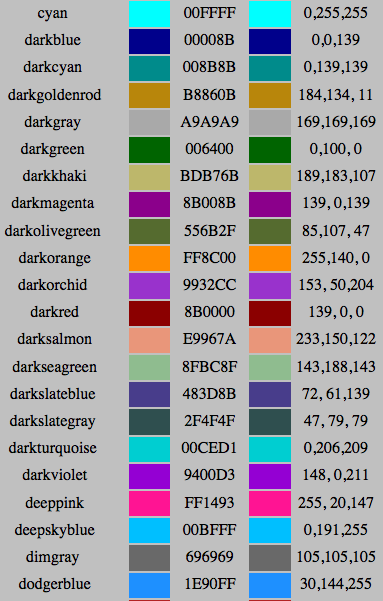 cyan 00FFFF 0,255,255
darkblue 00008B 0,0,139
darkcyan 008B8B 0,139,139
darkgoldenrod B8860B 184,134, 11
darkgray A9A9A9 169,169,169
darkgreen 006400 0,100, 0
darkkhaki BDB76B 189,183,107
darkmagenta 8B008B 139, 0,139
darkolivegreen 556B2F 85,107, 47
darkorange FF8C00 255,140, 0
darkorchid 9932CC 153, 50,204
darkred 8B0000 139, 0, 0
darksalmon E9967A 233,150,122
darkseagreen 8FBC8F 143,188,143
darkslateblue 483D8B 72, 61,139
darkslategray 2F4F4F 47, 79, 79
darkturquoise 00CED1 0,206,209
darkviolet 9400D3 148, 0,211
deeppink FF1493 255, 20,147
deepskyblue 00BFFF 0,191,255
dimgray 696969 105,105,105
dodgerblue 1E90FF 30,144,255